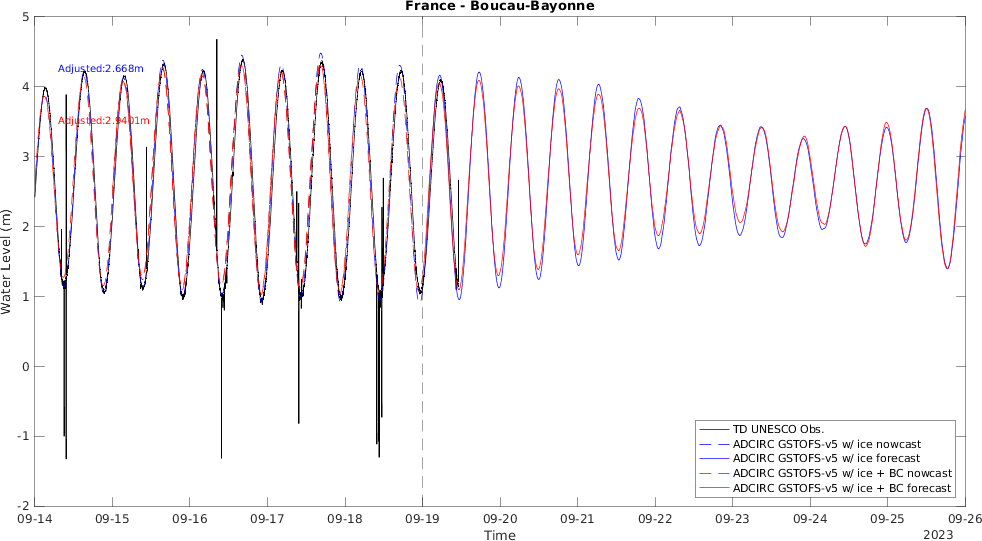 France - Boucau-Bayonne
5
4
3
2
1
0
-1
-2
Water Level (m)
Adjusted:2.668m
Adjusted:2.9401m
TD UNESCO Obs.
ADCIRC GSTOFS-v5 w/ ice nowcast
ADCIRC GSTOFS-v5 w/ ice forecast
ADCIRC GSTOFS-v5 w/ ice + BC nowcast
ADCIRC GSTOFS-v5 w/ ice + BC forecast
09-14 09-15 09-16 09-17 09-18 09-19 09-20 09-21 09-22 09-23 09-24 09-25 09-26
Time
2023